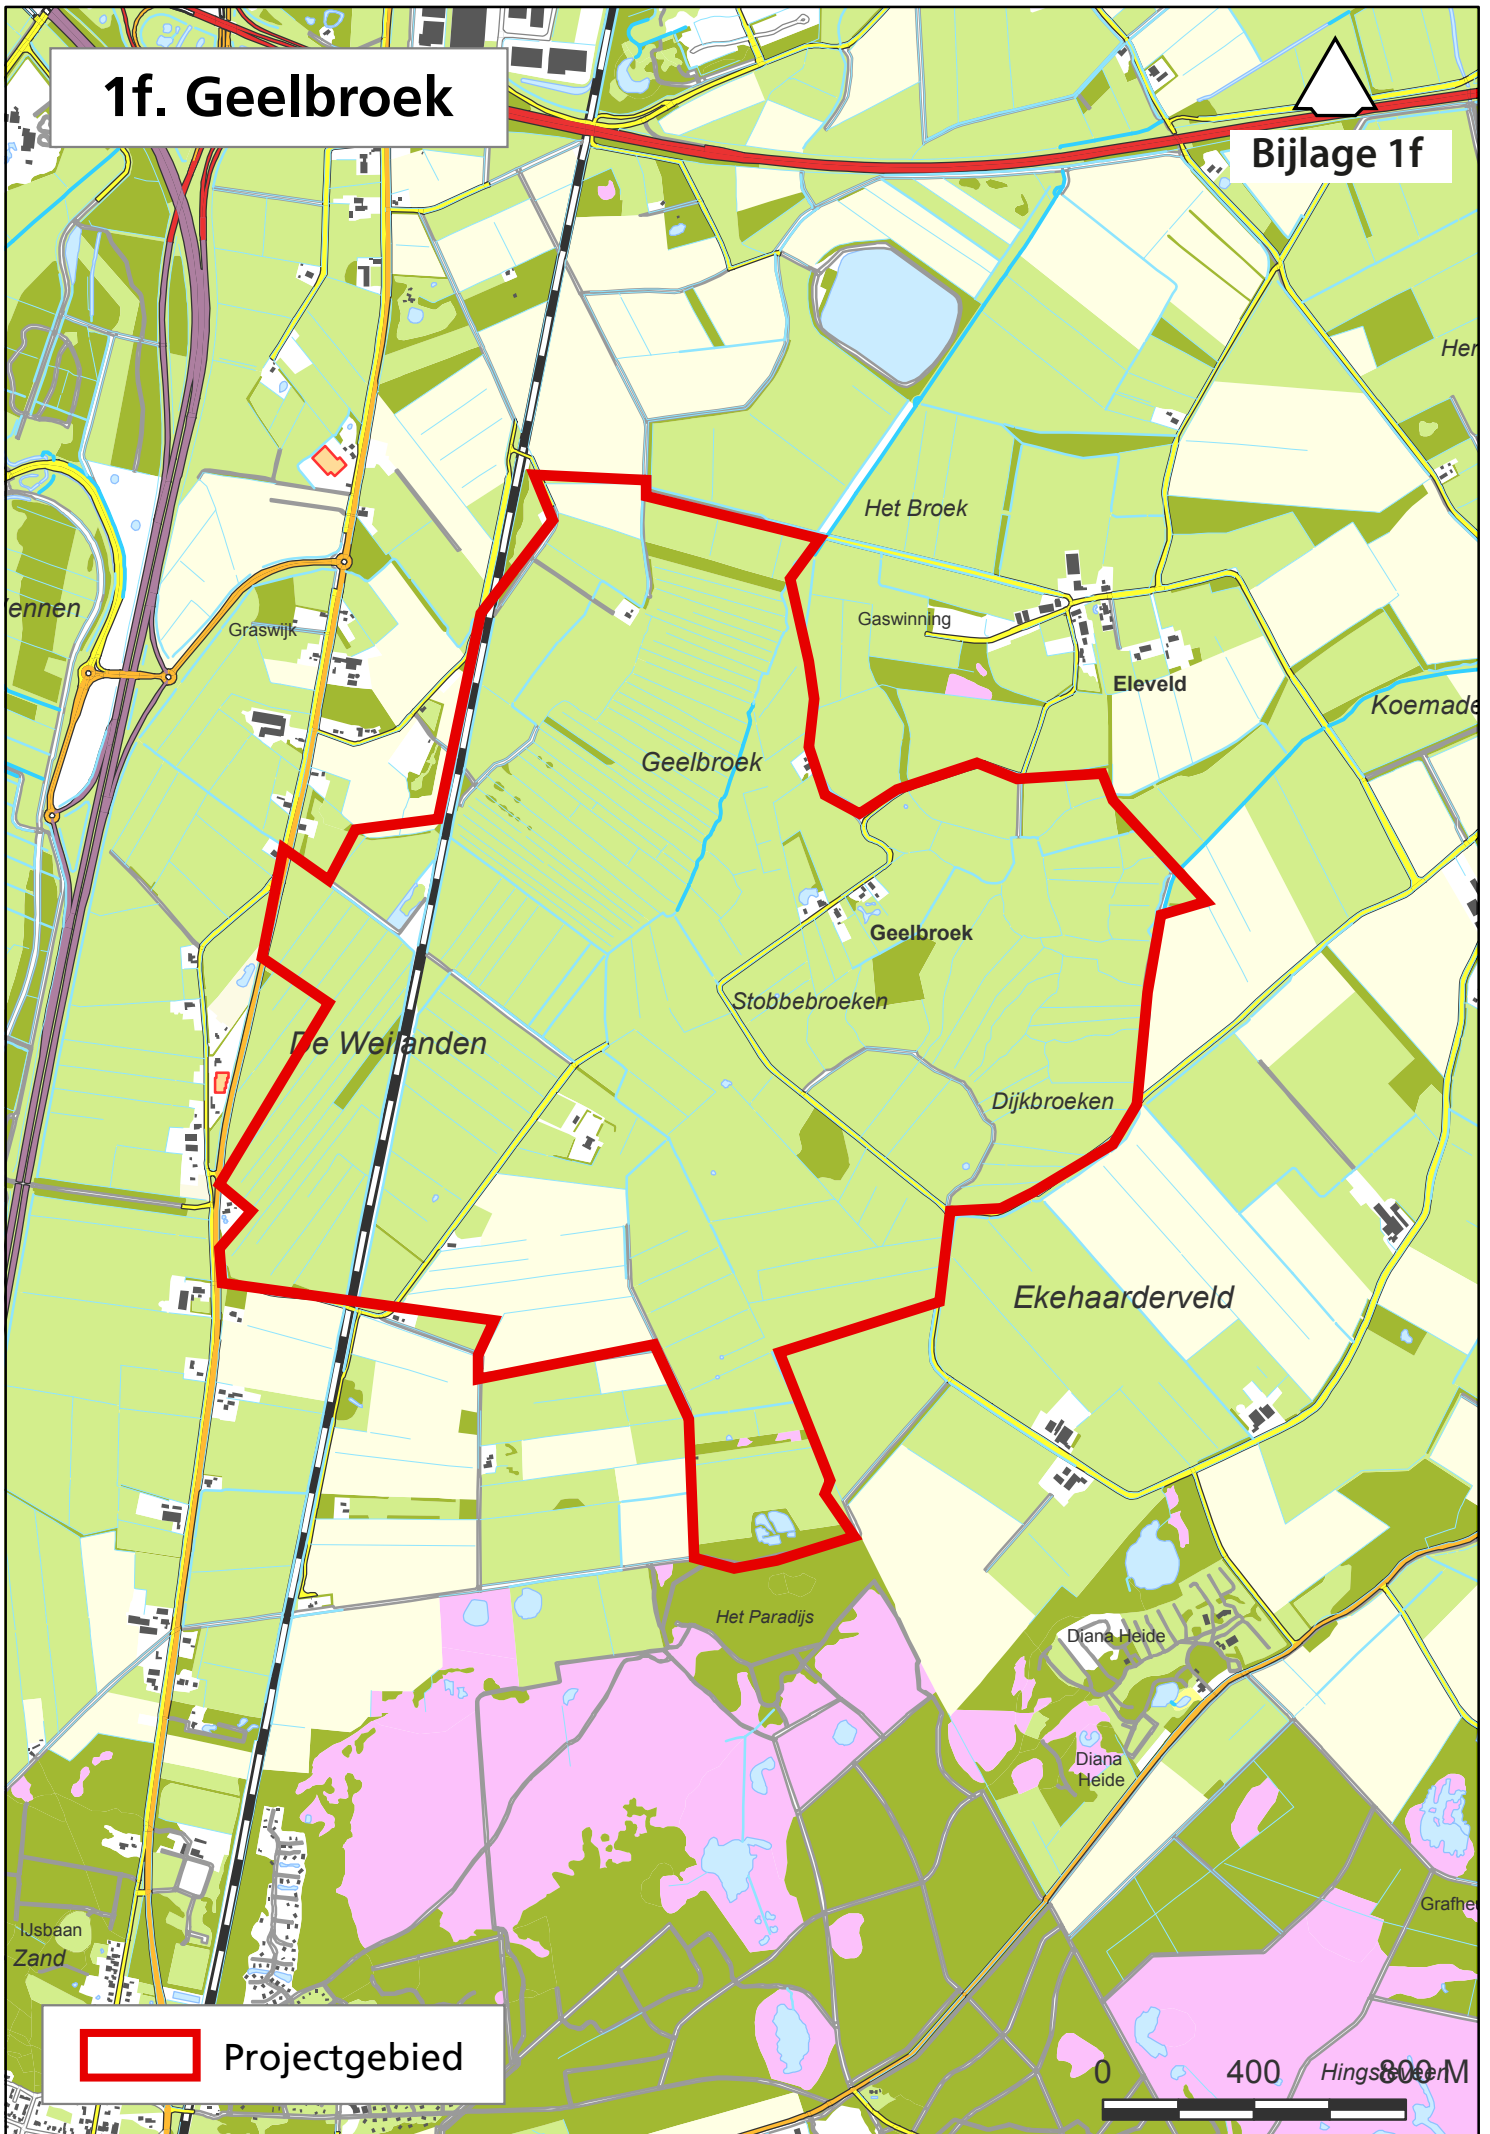 1f. Geelbroek
Bijlage 1f
Het Broek
Gaswinning
Graswijk
Eleveld
Geelbroek
Geelbroek
Stobbebroeken
De Weilanden
Dijkbroeken
Ekehaarderveld
Het Paradijs
Diana Heide
Diana
Heide
IJsbaan
Zand
Projectgebied
0 400 800 M